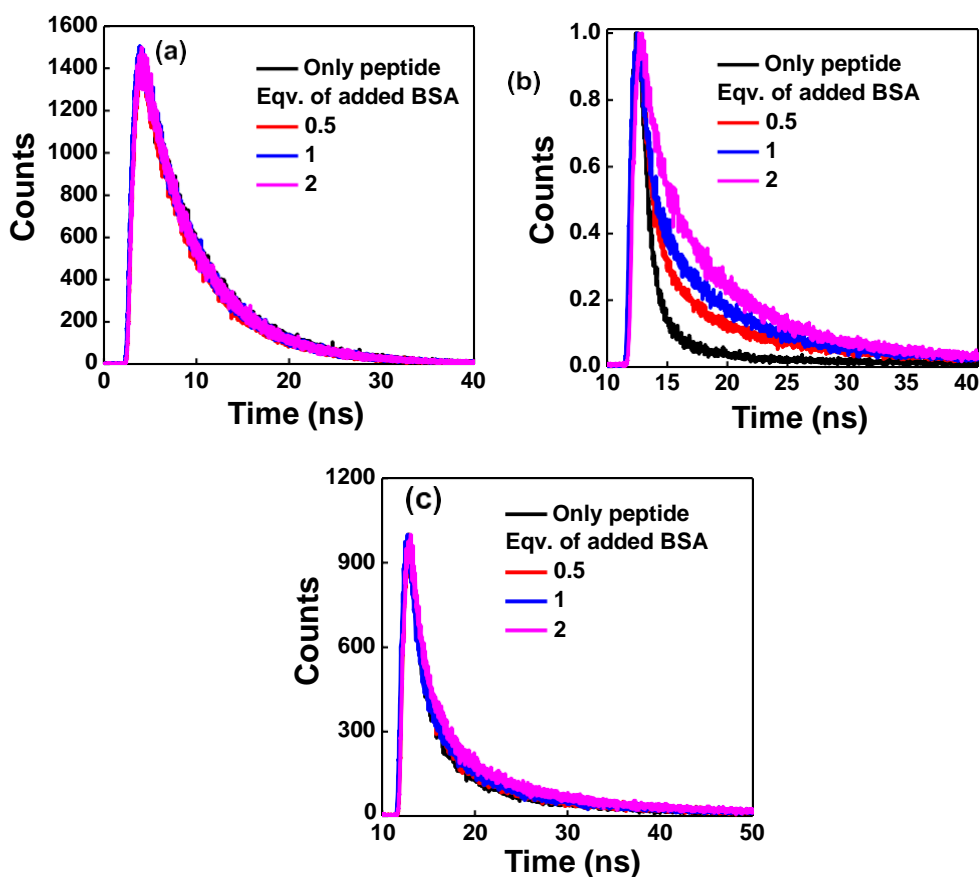 (a)
Only peptide
Eqv. of added BSA
0.5
1
2
1600
1400
1200
1000
800
600
400
200
0
Counts
0 10 20 30 40
Time (ns)
(b)
Only peptide
Eqv. of added BSA
0.5
1
2
1.0
0.8
0.6
0.4
0.2
0.0
Counts
10 15 20 25 30 35 40
Time (ns)
(c)
Only peptide
Eqv. of added BSA
0.5
1
2
1200
900
600
300
0
Counts
10 20 30 40 50
Time (ns)